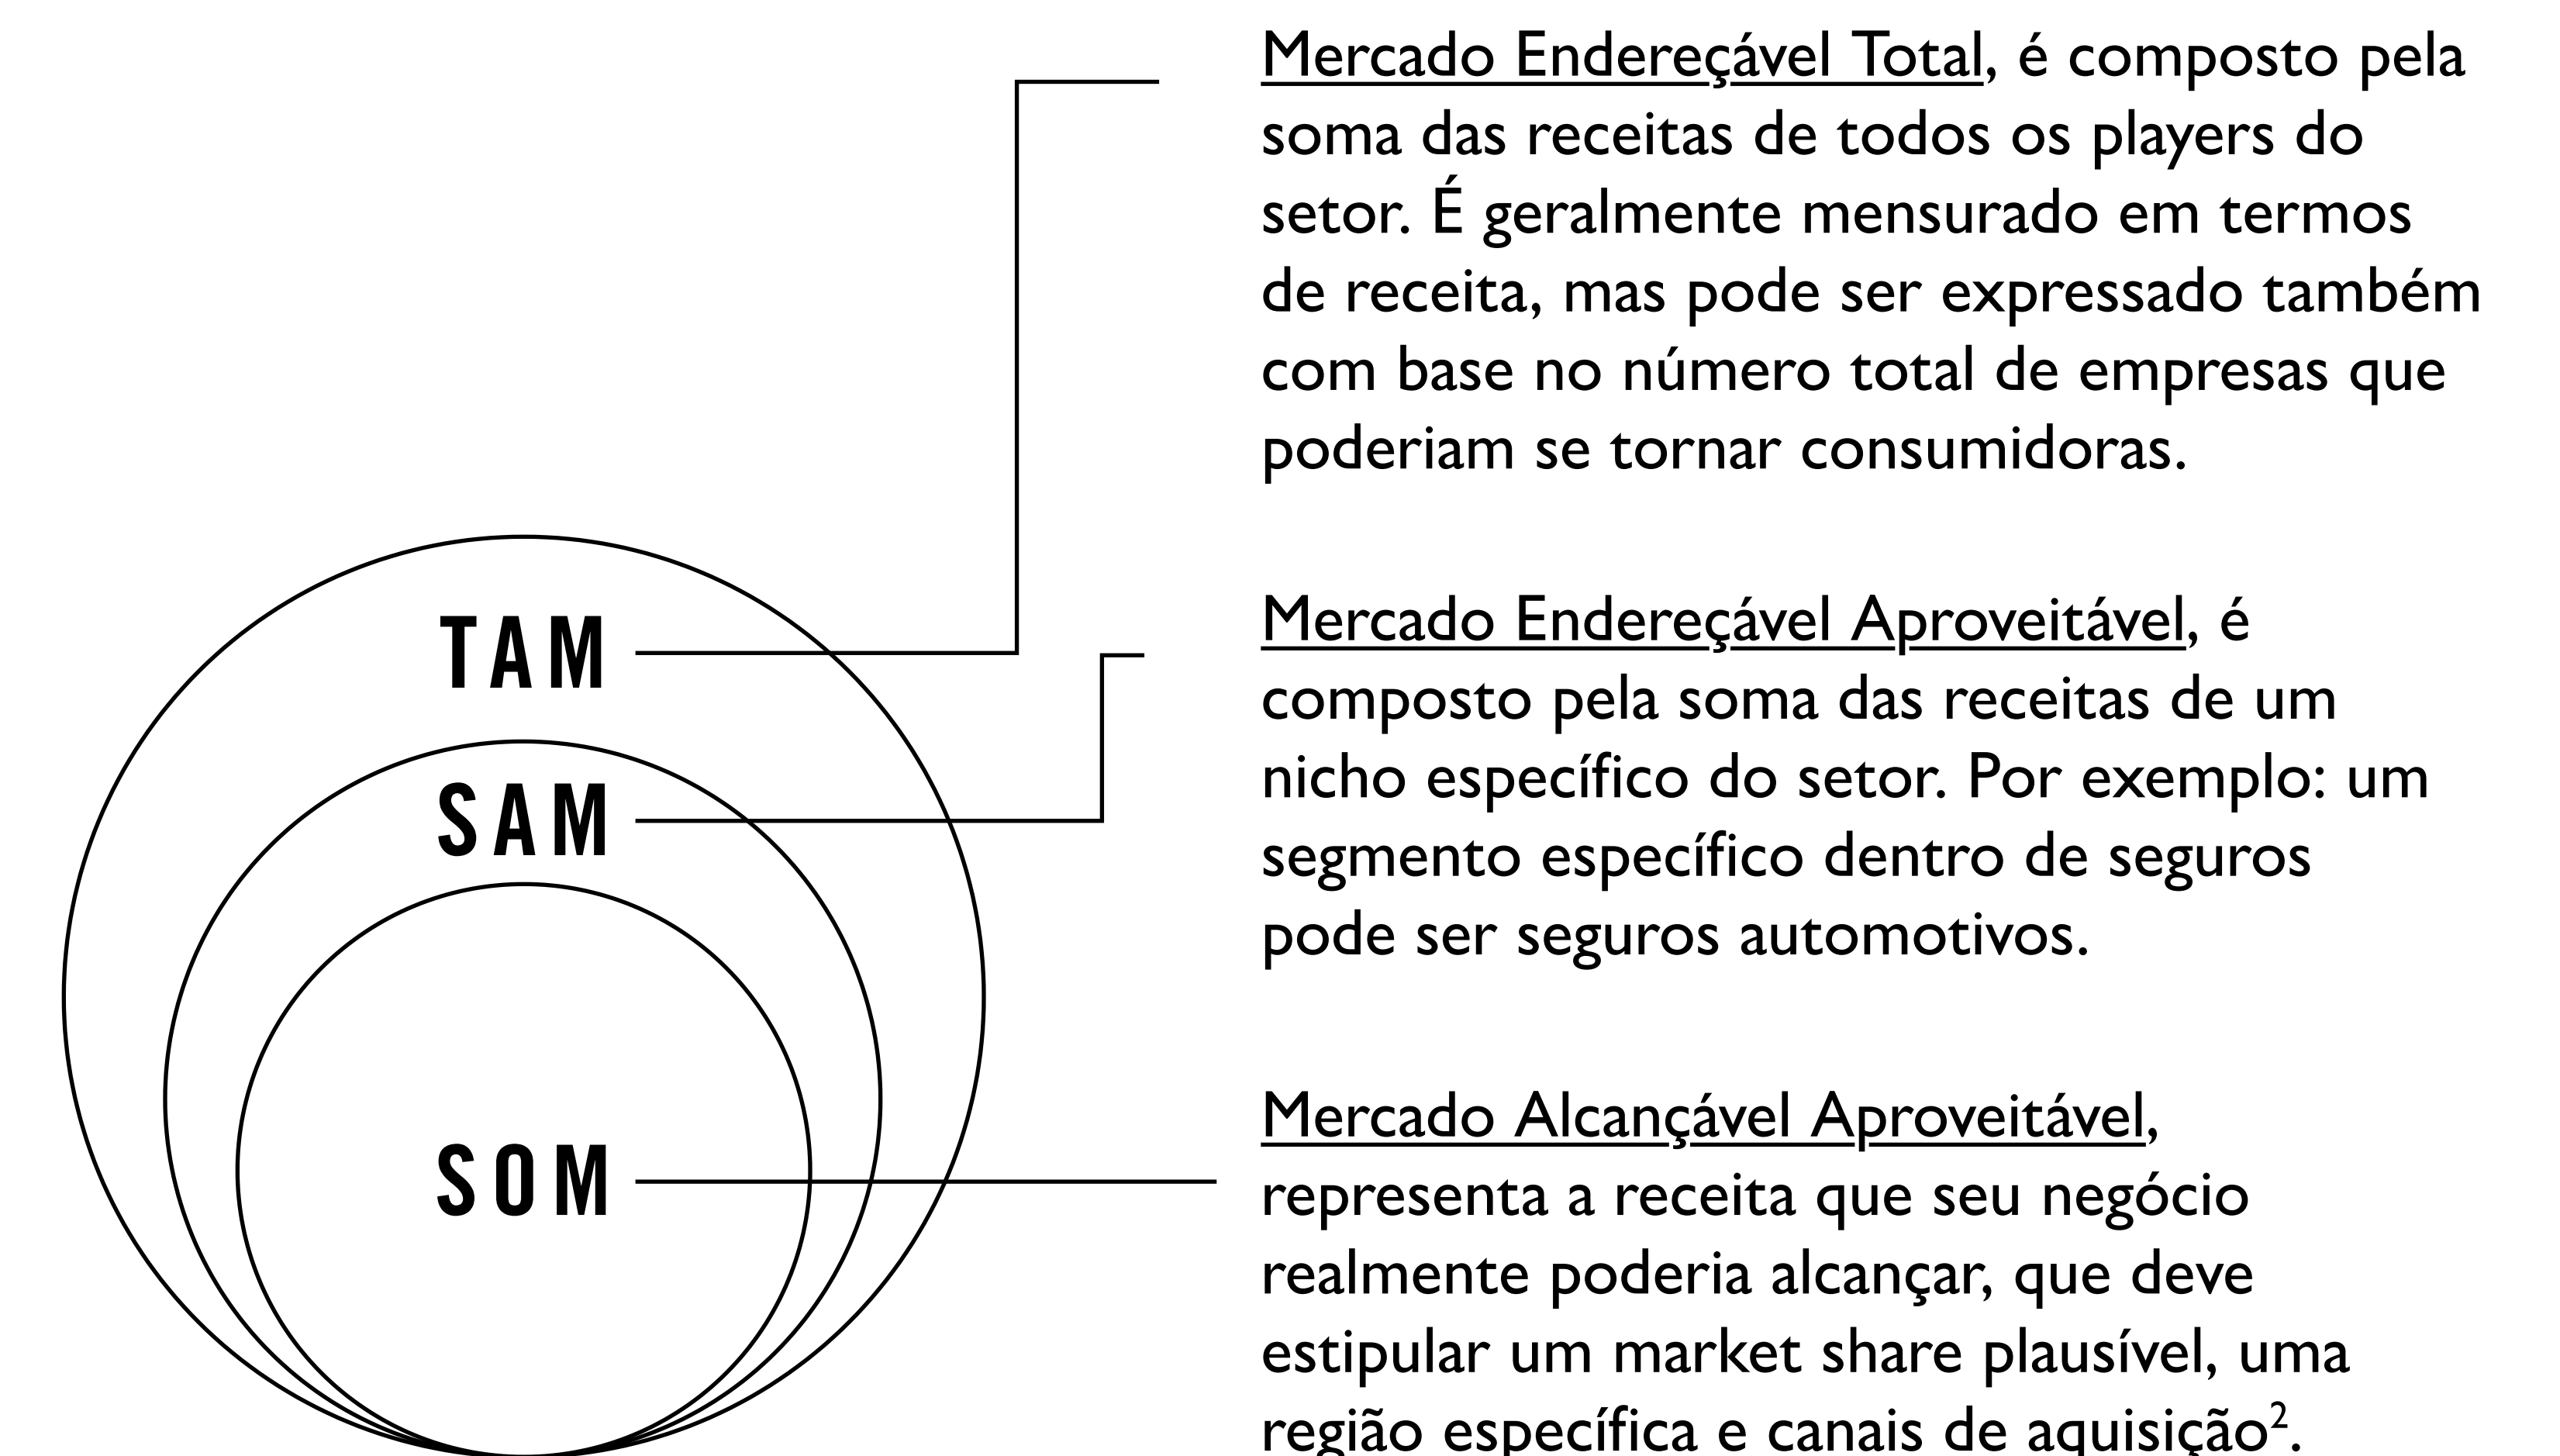 Mercado Endereçável Total, é composto pela
soma das receitas de todos os players do
setor. É geralmente mensurado em termos
de receita, mas pode ser expressado também
com base no número total de empresas que
poderiam se tornar consumidoras.
TAM
Mercado Endereçável Aproveitável, é
composto pela soma das receitas de um
nicho específico do setor. Por exemplo: um
segmento específico dentro de seguros
pode ser seguros automotivos.
SAM
Mercado Alcançável Aproveitável,
representa a receita que seu negócio
realmente poderia alcançar, que deve
estipular um market share plausível, uma
região específica e canais de aquisição².
SOM